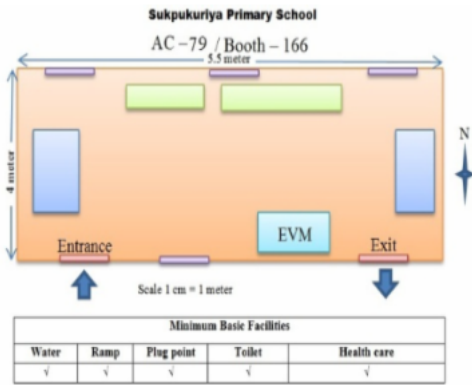 Sukpukuriya Primary School
AC -79 / Booth - 166
5.5 meter
4 meter
N
EVM
Entrance
Exit
Scale 1 cm = 1 meter
Minimum Basic Facilities
Water Ramp Plug point Toilet Health care
√ √ √ √ √